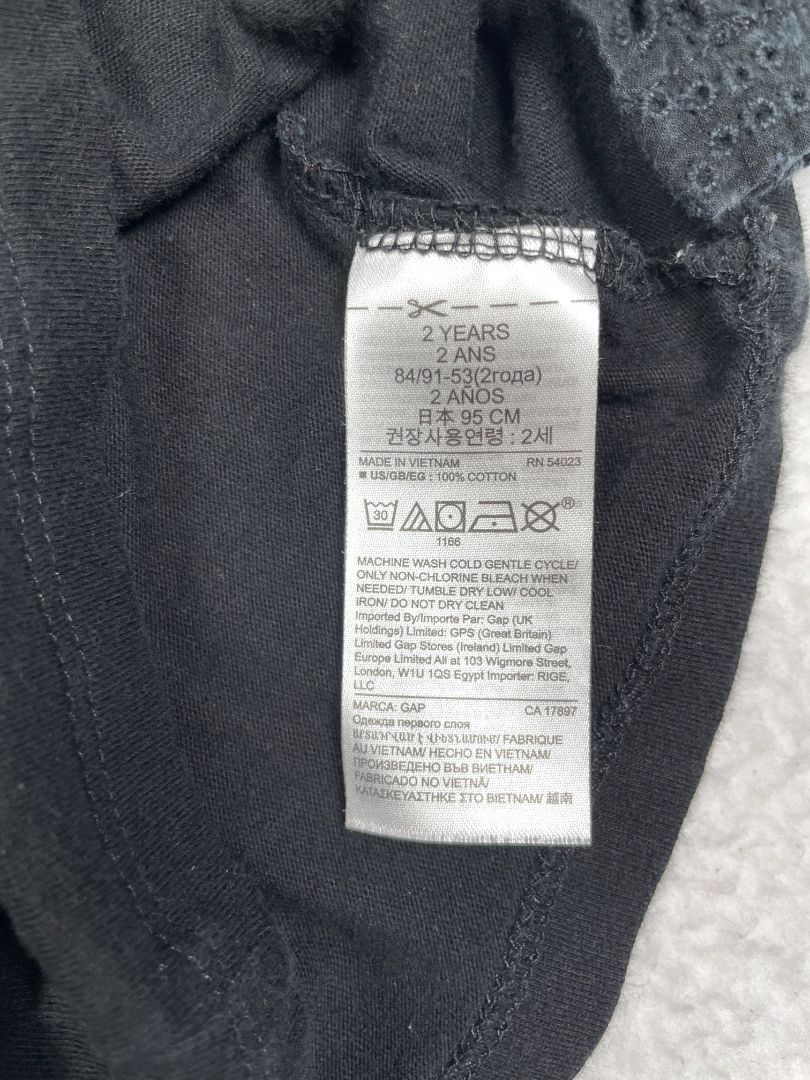 2 YEARS
2 ANS
84/91-53(2года)
2 AÑOS
日本 95 CM
권장사용연령 : 2세
MADE IN VIETNAM RN 54023
■ US/GB/EG : 100% COTTON
30
®
1166
MACHINE WASH COLD GENTLE CYCLE/
ONLY NON-CHLORINE BLEACH WHEN
NEEDED/ TUMBLE DRY LOW/ COOL
IRON/ DO NOT DRY CLEAN
Imported By/Importe Par: Gap (UK
Holdings) Limited: GPS (Great Britain)
Limited Gap Stores (Ireland) Limited Gap
Europe Limited All at 103 Wigmore Street,
London, W1U 1QS Egypt Importer: RIGE,
LLC
MARCA: GAP CA 17897
Одежда первого слоя
ԱՐՏԱԴՐՎԱԾ Է ՎԻԵՏՆԱՄՈՒՄ/ FABRIQUE
AU VIETNAM/ HECHO EN VIETNAM/
ПРОИЗВЕДЕНО ВЪВ ВИЕТНАМ/
FABRICADO NO VIETNÃ/
ΚΑΤΑΣΚΕΥΑΣΤΗΚΕ ΣΤΟ ΒΙΕΤΝΑΜ/ 越南